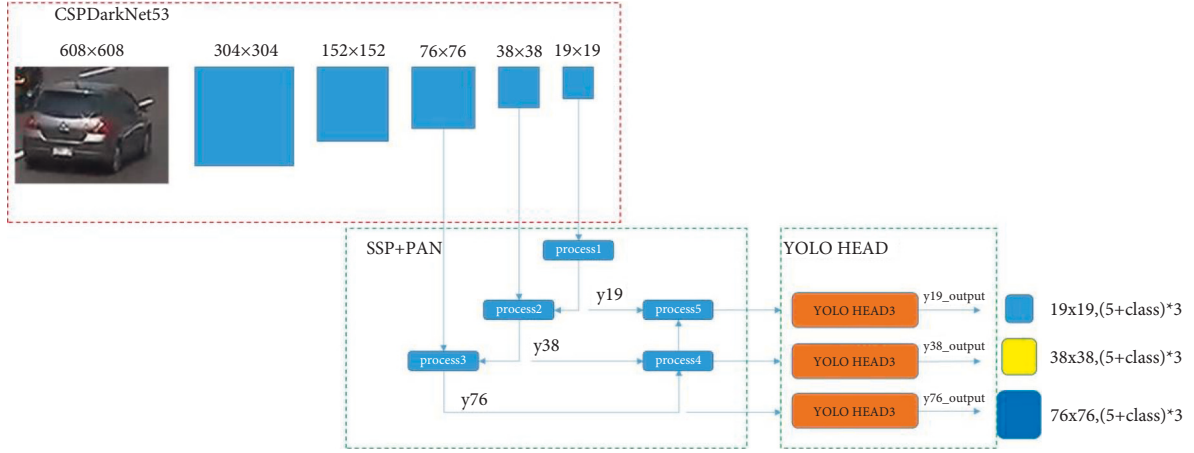 CSPDarkNet53
608×608
304×304
152×152
76×76
38×38
19×19
SSP+PAN
process1
process2
y19
process5
process3
y38
process4
y76
YOLO HEAD
YOLO HEAD3
y19_output
YOLO HEAD3
y38_output
YOLO HEAD3
y76_output
19x19,(5+class)*3
38x38,(5+class)*3
76x76,(5+class)*3